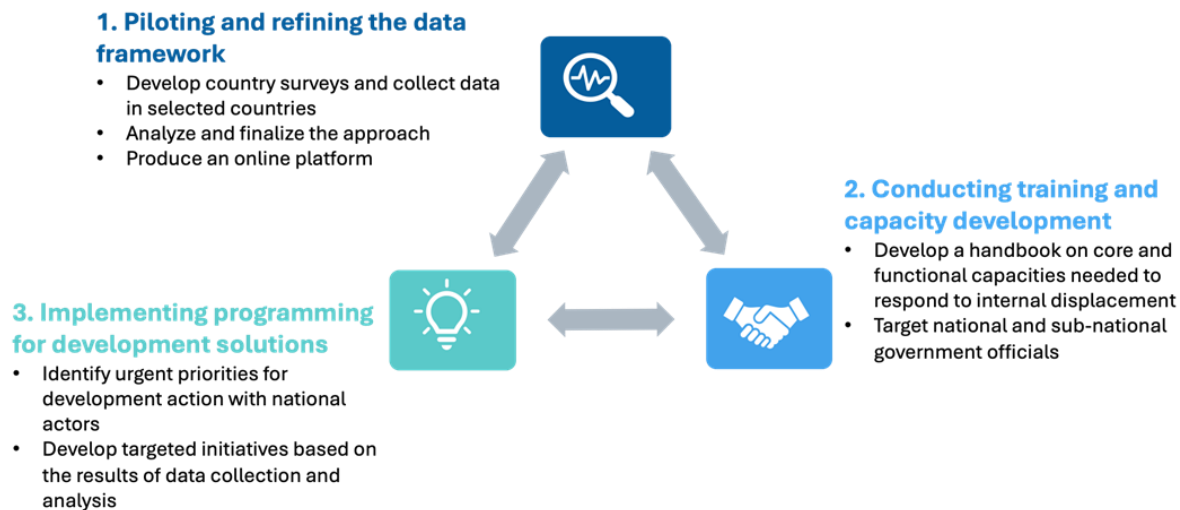 1. Piloting and refining the data
framework
• Develop country surveys and collect data
in selected countries
• Analyze and finalize the approach
• Produce an online platform
2. Conducting training and
capacity development
• Develop a handbook on core and
functional capacities needed to
respond to internal displacement
• Target national and sub-national
government officials
3. Implementing programming
for development solutions
• Identify urgent priorities for
development action with national
actors
• Develop targeted initiatives based on
the results of data collection and
analysis